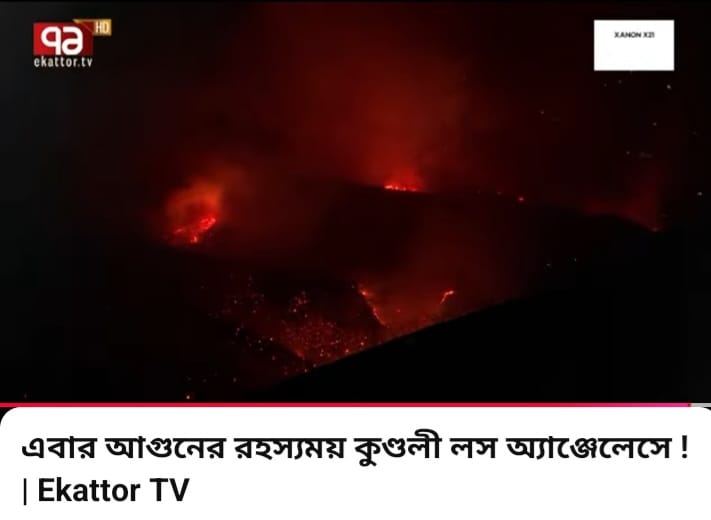 ৭১
HD
ekattor.tv
XANON X21
এবার আগুনের রহস্যময় কুণ্ডলী লস অ্যাঞ্জেলেসে !
| Ekattor TV